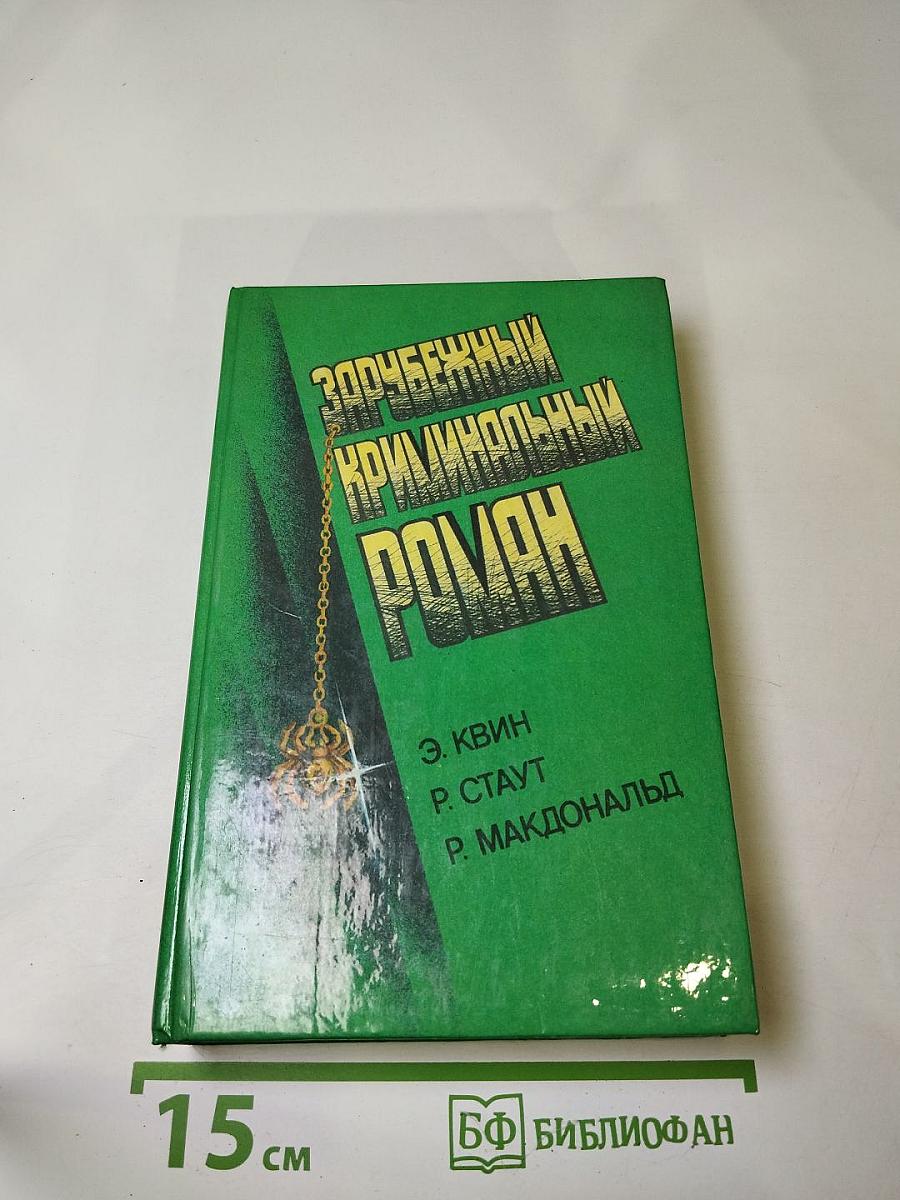 ЗАРУБЕЖНЫЙ
КРИМИНАЛЬНЫЙ
РОМАН
Э. КВИН
Р. СТАУТ
Р. МАКДОНАЛЬД
15 см
БФ БИБЛИОФАН